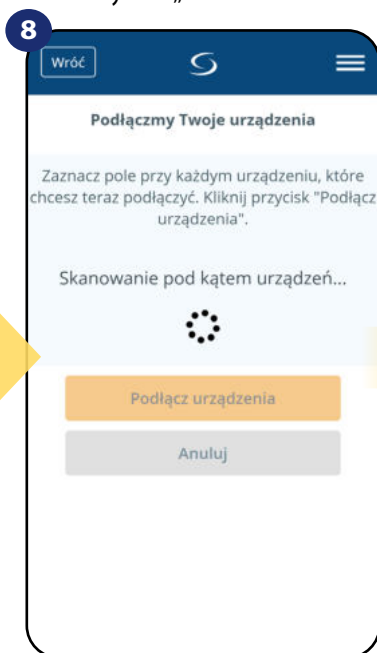 8
Wróć
Podłączmy Twoje urządzenia
Zaznacz pole przy każdym urządzeniu, które
chcesz teraz podłączyć. Kliknij przycisk "Podłącz
urządzenia".
Skanowanie pod kątem urządzeń...
Podłącz urządzenia
Anuluj